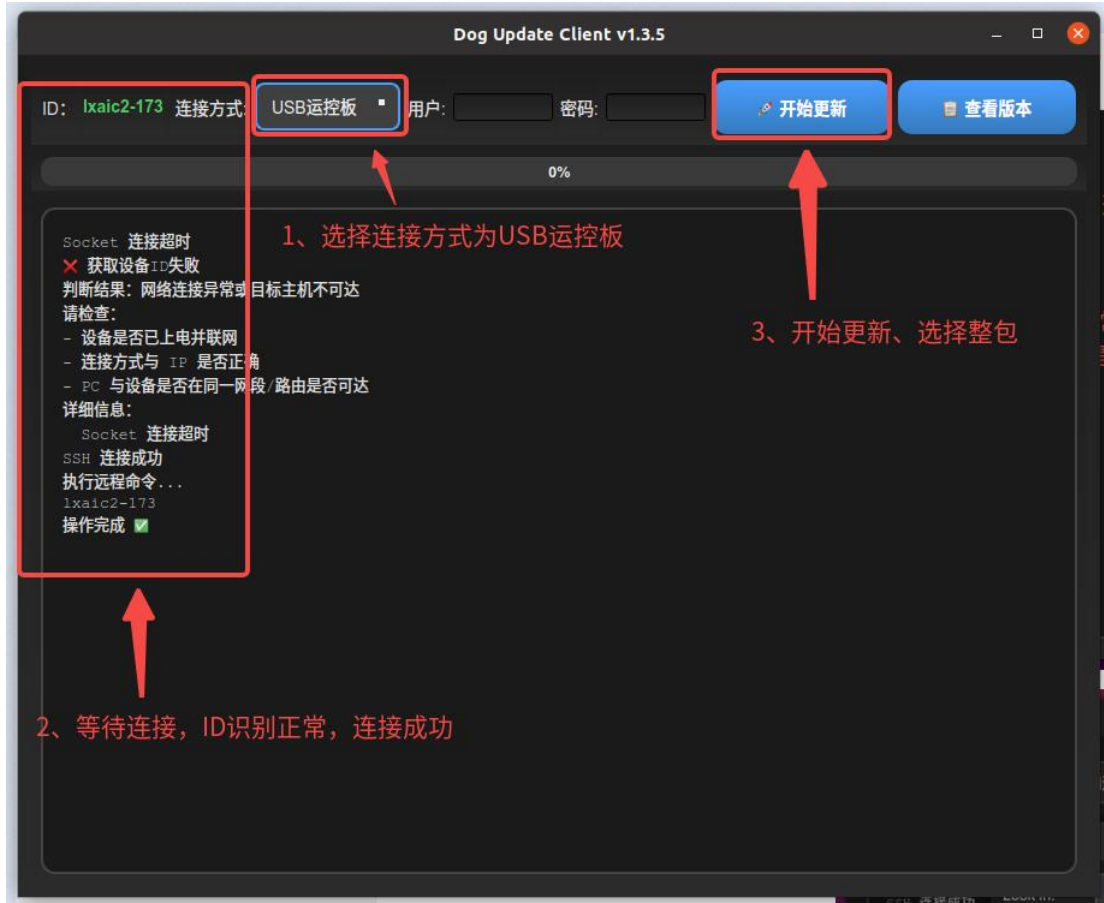 Dog Update Client v1.3.5
ID: lxaic2-173 连接方式: USB运控板 用户: 密码: 开始更新 查看版本
0%
1、选择连接方式为USB运控板
Socket 连接超时
❌ 获取设备ID失败
判断结果: 网络连接异常或目标主机不可达
请检查:
- 设备是否已上电并联网
- 连接方式与 IP 是否正确
- PC 与设备是否在同一网段/路由是否可达
详细信息:
Socket 连接超时
SSH 连接成功
执行远程命令...
lxaic2-173
操作完成 ✅
3、开始更新、选择整包
2、等待连接，ID识别正常，连接成功